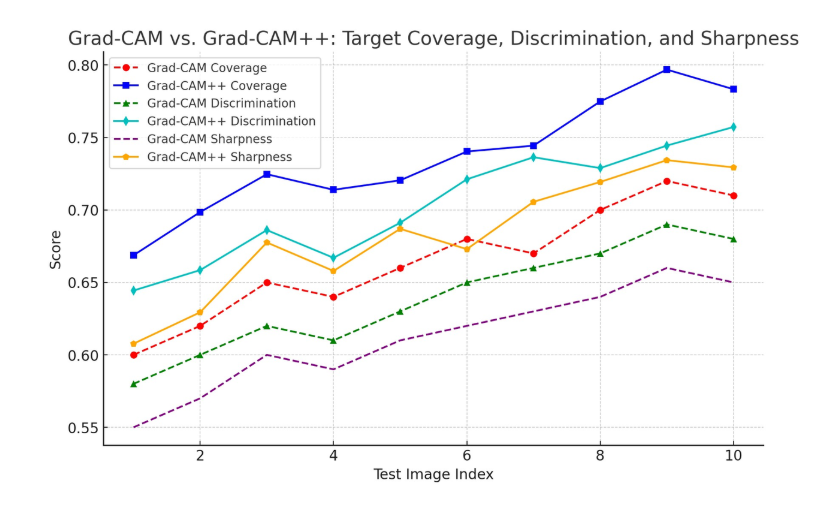 Grad-CAM vs. Grad-CAM++: Target Coverage, Discrimination, and Sharpness
Grad-CAM Coverage
Grad-CAM++ Coverage
Grad-CAM Discrimination
Grad-CAM++ Discrimination
Grad-CAM Sharpness
Grad-CAM++ Sharpness
0.80
0.75
0.70
0.65
0.60
0.55
Score
2 4 6 8 10
Test Image Index